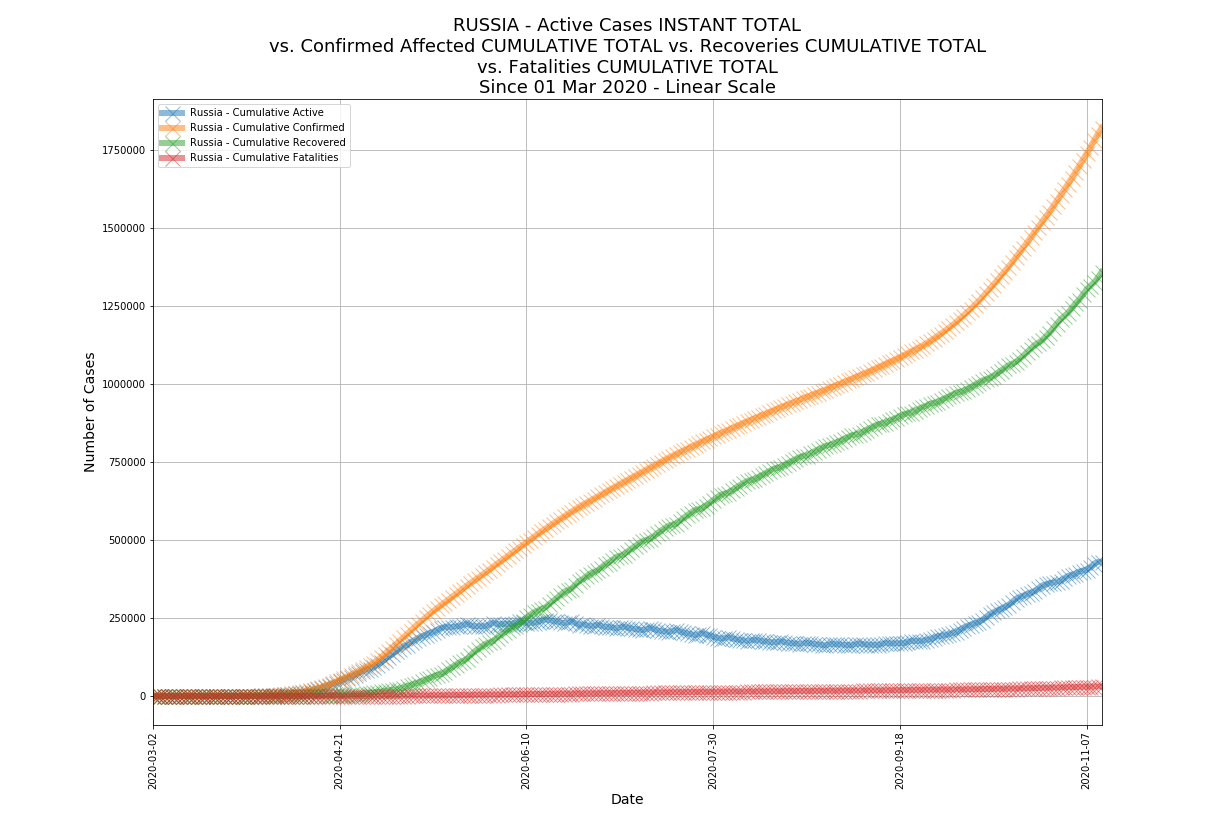 RUSSIA - Active Cases INSTANT TOTAL
vs. Confirmed Affected CUMULATIVE TOTAL vs. Recoveries CUMULATIVE TOTAL
vs. Fatalities CUMULATIVE TOTAL
Since 01 Mar 2020 - Linear Scale
Russia - Cumulative Active
Russia - Cumulative Confirmed
Russia - Cumulative Recovered
Russia - Cumulative Fatalities
Number of Cases
1750000
1500000
1250000
1000000
750000
500000
250000
0
2020-03-02
2020-04-21
2020-06-10
2020-07-30
2020-09-18
2020-11-07
Date